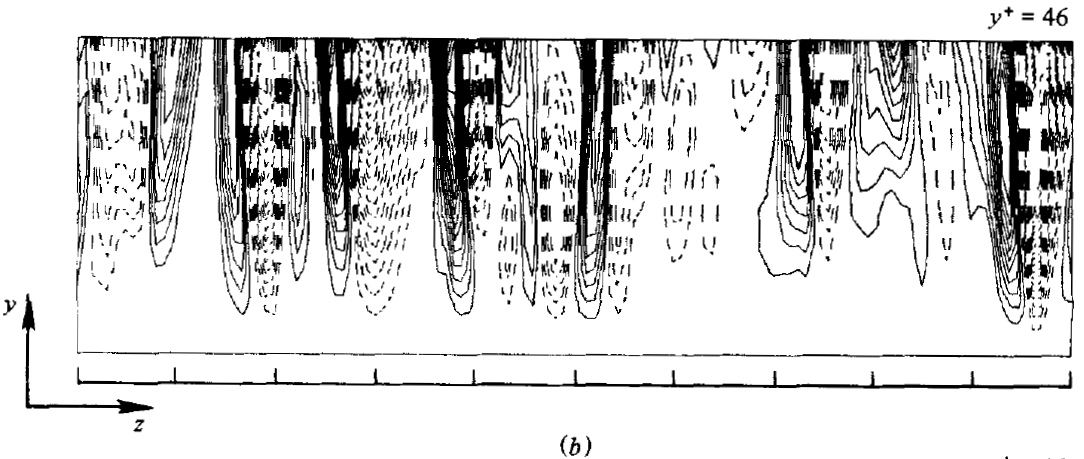 y⁺ = 46
y
z
(b)